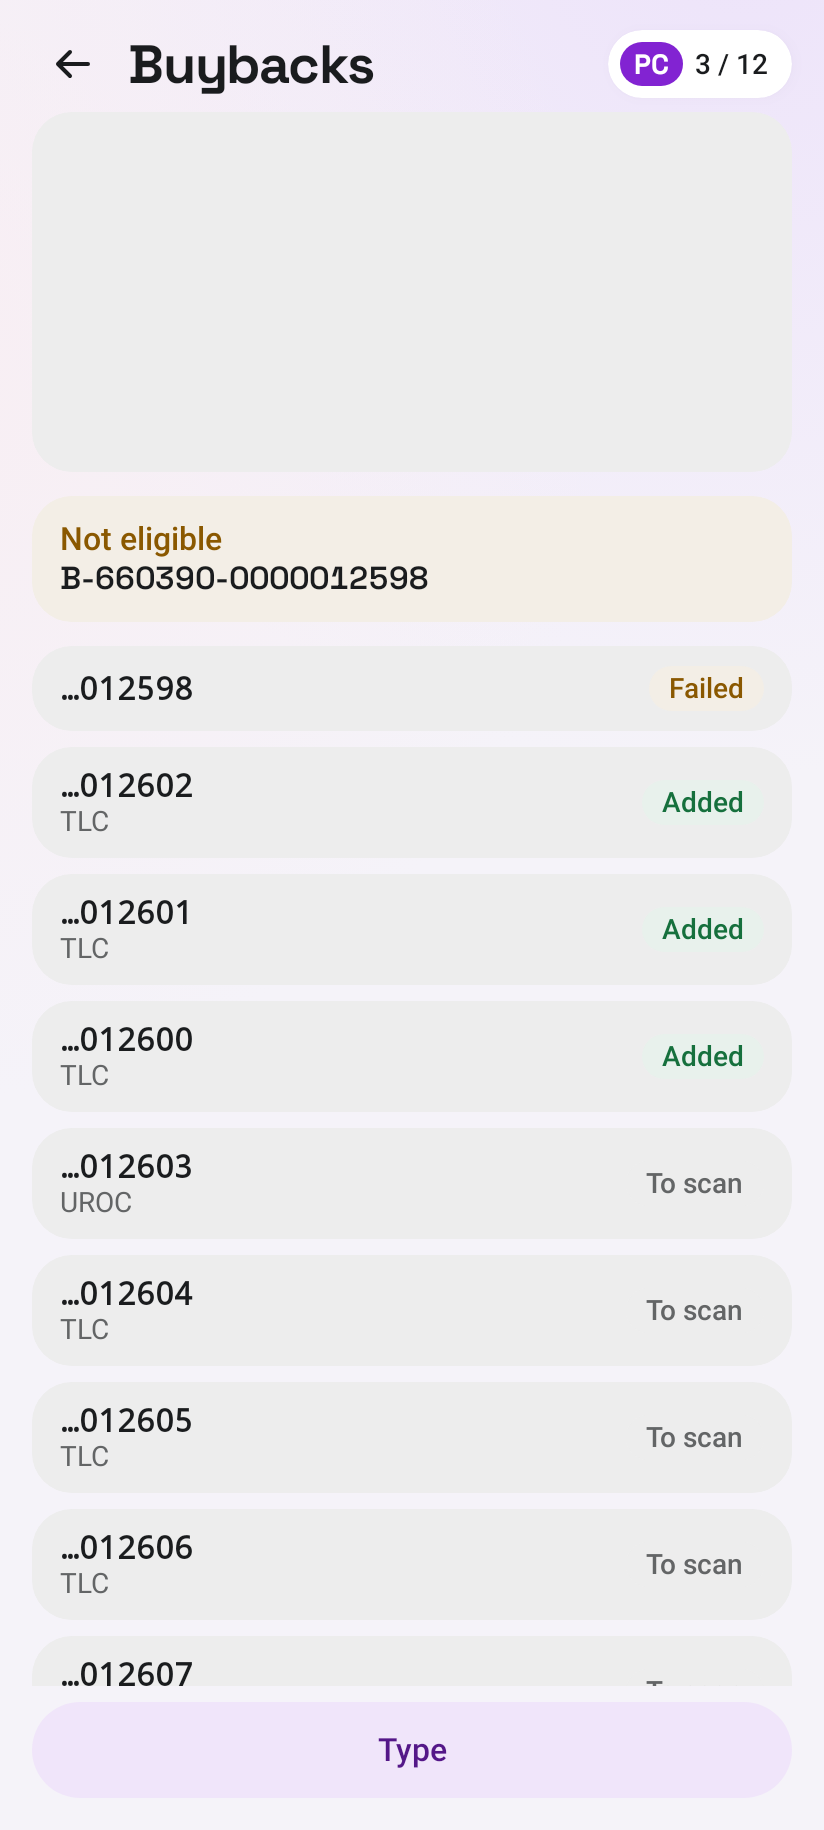 Buybacks
PC 3 / 12
Not eligible
B-660390-0000012598
...012598
Failed
...012602
TLC
Added
...012601
TLC
Added
...012600
TLC
Added
...012603
UROC
To scan
...012604
TLC
To scan
...012605
TLC
To scan
...012606
TLC
To scan
...012607
Type